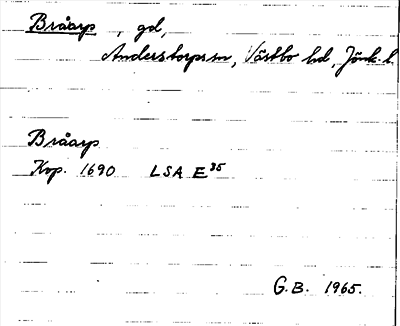 Bråarp, gd,
Anderstorps sn, Västbo hd, Jönk. l
Bråarp
Kop. 1690 LSA E³⁵
G.B. 1965.